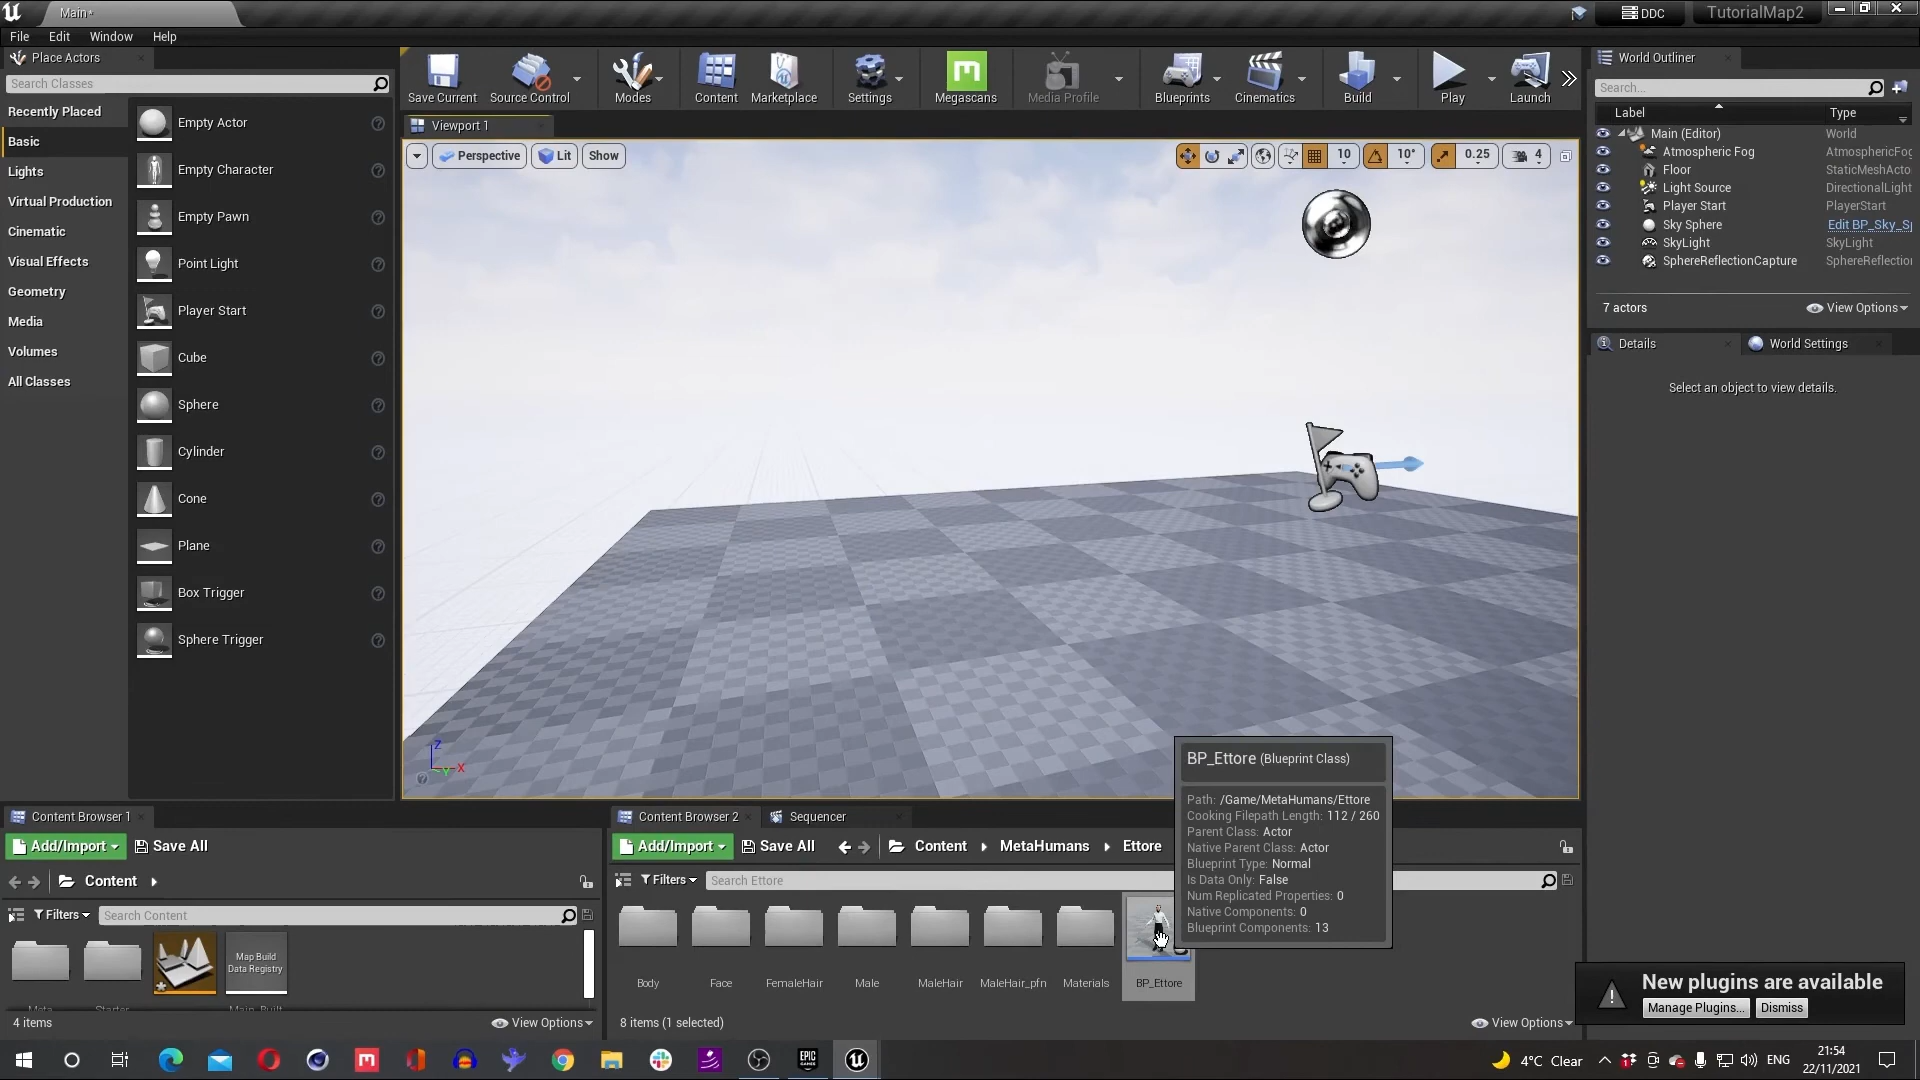 Main*
DDC
TutorialMap2
File Edit Window Help
Place Actors
Search Classes
Recently Placed
Basic
Lights
Virtual Production
Cinematic
Visual Effects
Geometry
Media
Volumes
All Classes
Empty Actor
Empty Character
Empty Pawn
Point Light
Player Start
Cube
Sphere
Cylinder
Cone
Plane
Box Trigger
Sphere Trigger
Save Current Source Control Modes Content Marketplace Settings Megascans Media Profile Blueprints Cinematics Build Play Launch
Viewport 1
Perspective Lit Show
10 10° 0.25 4
Z
Y X
World Outliner
Search...
Label Type
Main (Editor) World
Atmospheric Fog AtmosphericFog
Floor StaticMeshActo
Light Source DirectionalLight
Player Start PlayerStart
Sky Sphere Edit BP_Sky_Sp
SkyLight SkyLight
SphereReflectionCapture SphereReflection
7 actors View Options
Details World Settings
Select an object to view details.
BP_Ettore (Blueprint Class)
Path: /Game/MetaHumans/Ettore
Cooking Filepath Length: 112 / 260
Parent Class: Actor
Native Parent Class: Actor
Blueprint Type: Normal
Is Data Only: False
Num Replicated Properties: 0
Native Components: 0
Blueprint Components: 13
Content Browser 1
Add/Import Save All
Content
Filters Search Content
Map Build
Data Registry
4 items View Options
Content Browser 2 Sequencer
Add/Import Save All Content MetaHumans Ettore
Filters Search Ettore
Body Face FemaleHair Male MaleHair MaleHair_pfn Materials BP_Ettore
8 items (1 selected) View Options
New plugins are available
Manage Plugins... Dismiss
EPIC
GAMES
4°C Clear ENG
21:54
22/11/2021